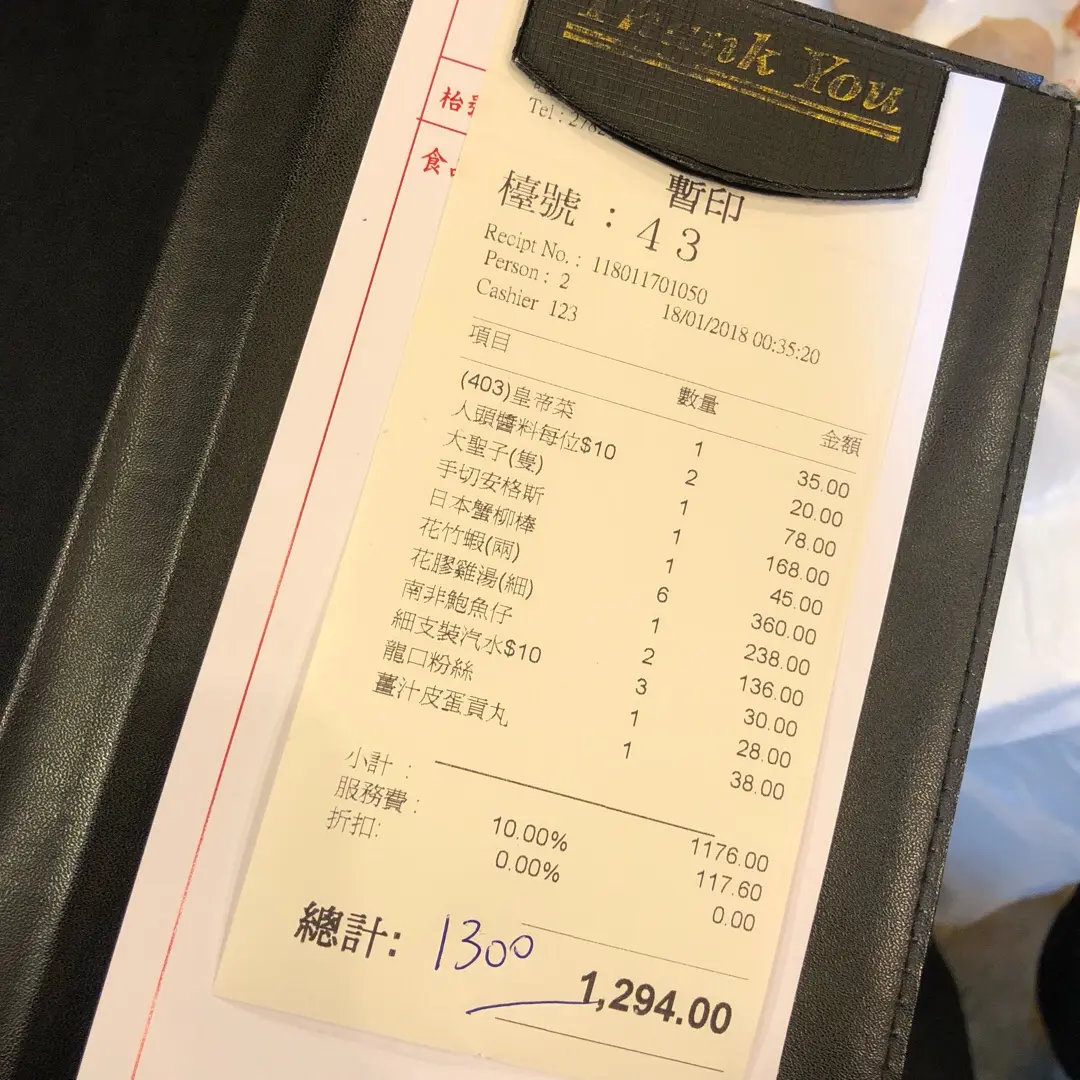 Thank You
枱
食
Tel : 2782
暫印
檯號 : 43
Recipt No. : 118011701050
Person : 2
18/01/2018 00:35:20
Cashier 123
項目 數量 金額
(403)皇帝菜 1 35.00
人頭醬料每位$10 2 20.00
大聖子(隻) 1 78.00
手切安格斯 1 168.00
日本蟹柳棒 1 45.00
花竹蝦(兩) 6 360.00
花膠雞湯(細) 1 238.00
南非鮑魚仔 2 136.00
細支裝汽水$10 3 30.00
龍口粉絲 1 28.00
薑汁皮蛋貢丸 1 38.00
小計 : 1176.00
服務費 : 10.00% 117.60
折扣: 0.00% 0.00
總計: 1300
1,294.00